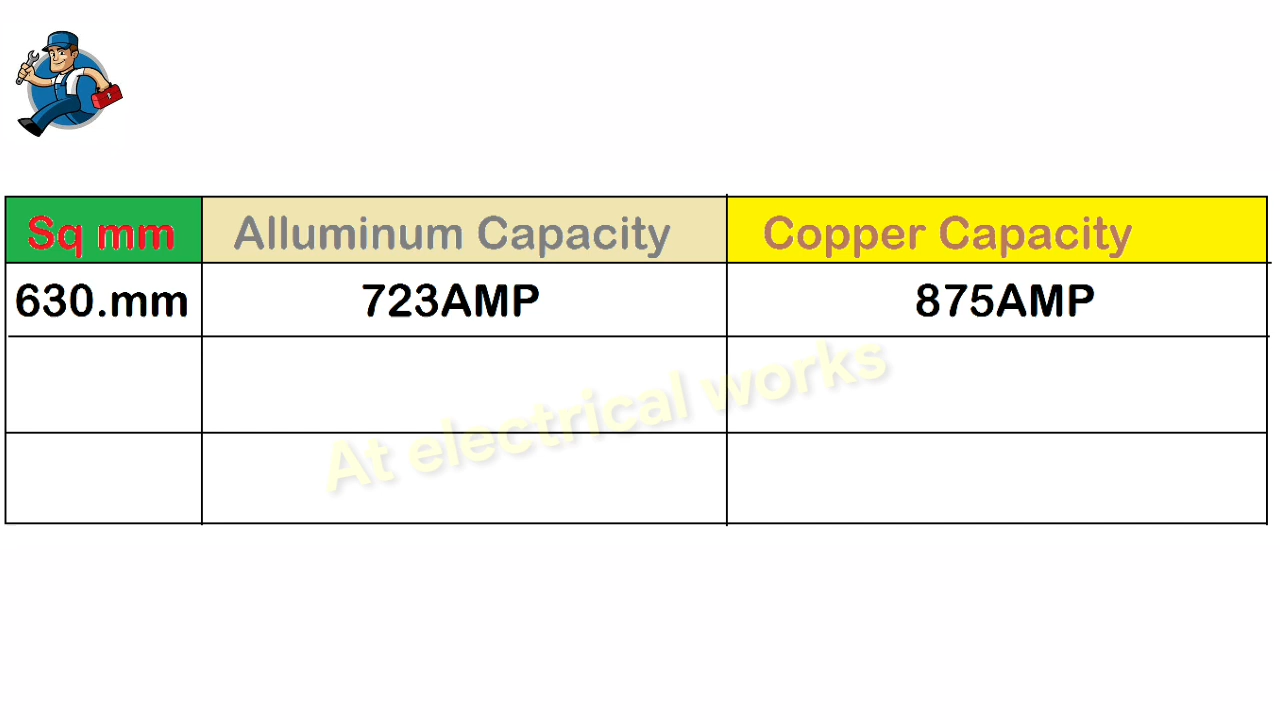 Sq mm Alluminum Capacity Copper Capacity
630.mm 723AMP 875AMP
At electrical works